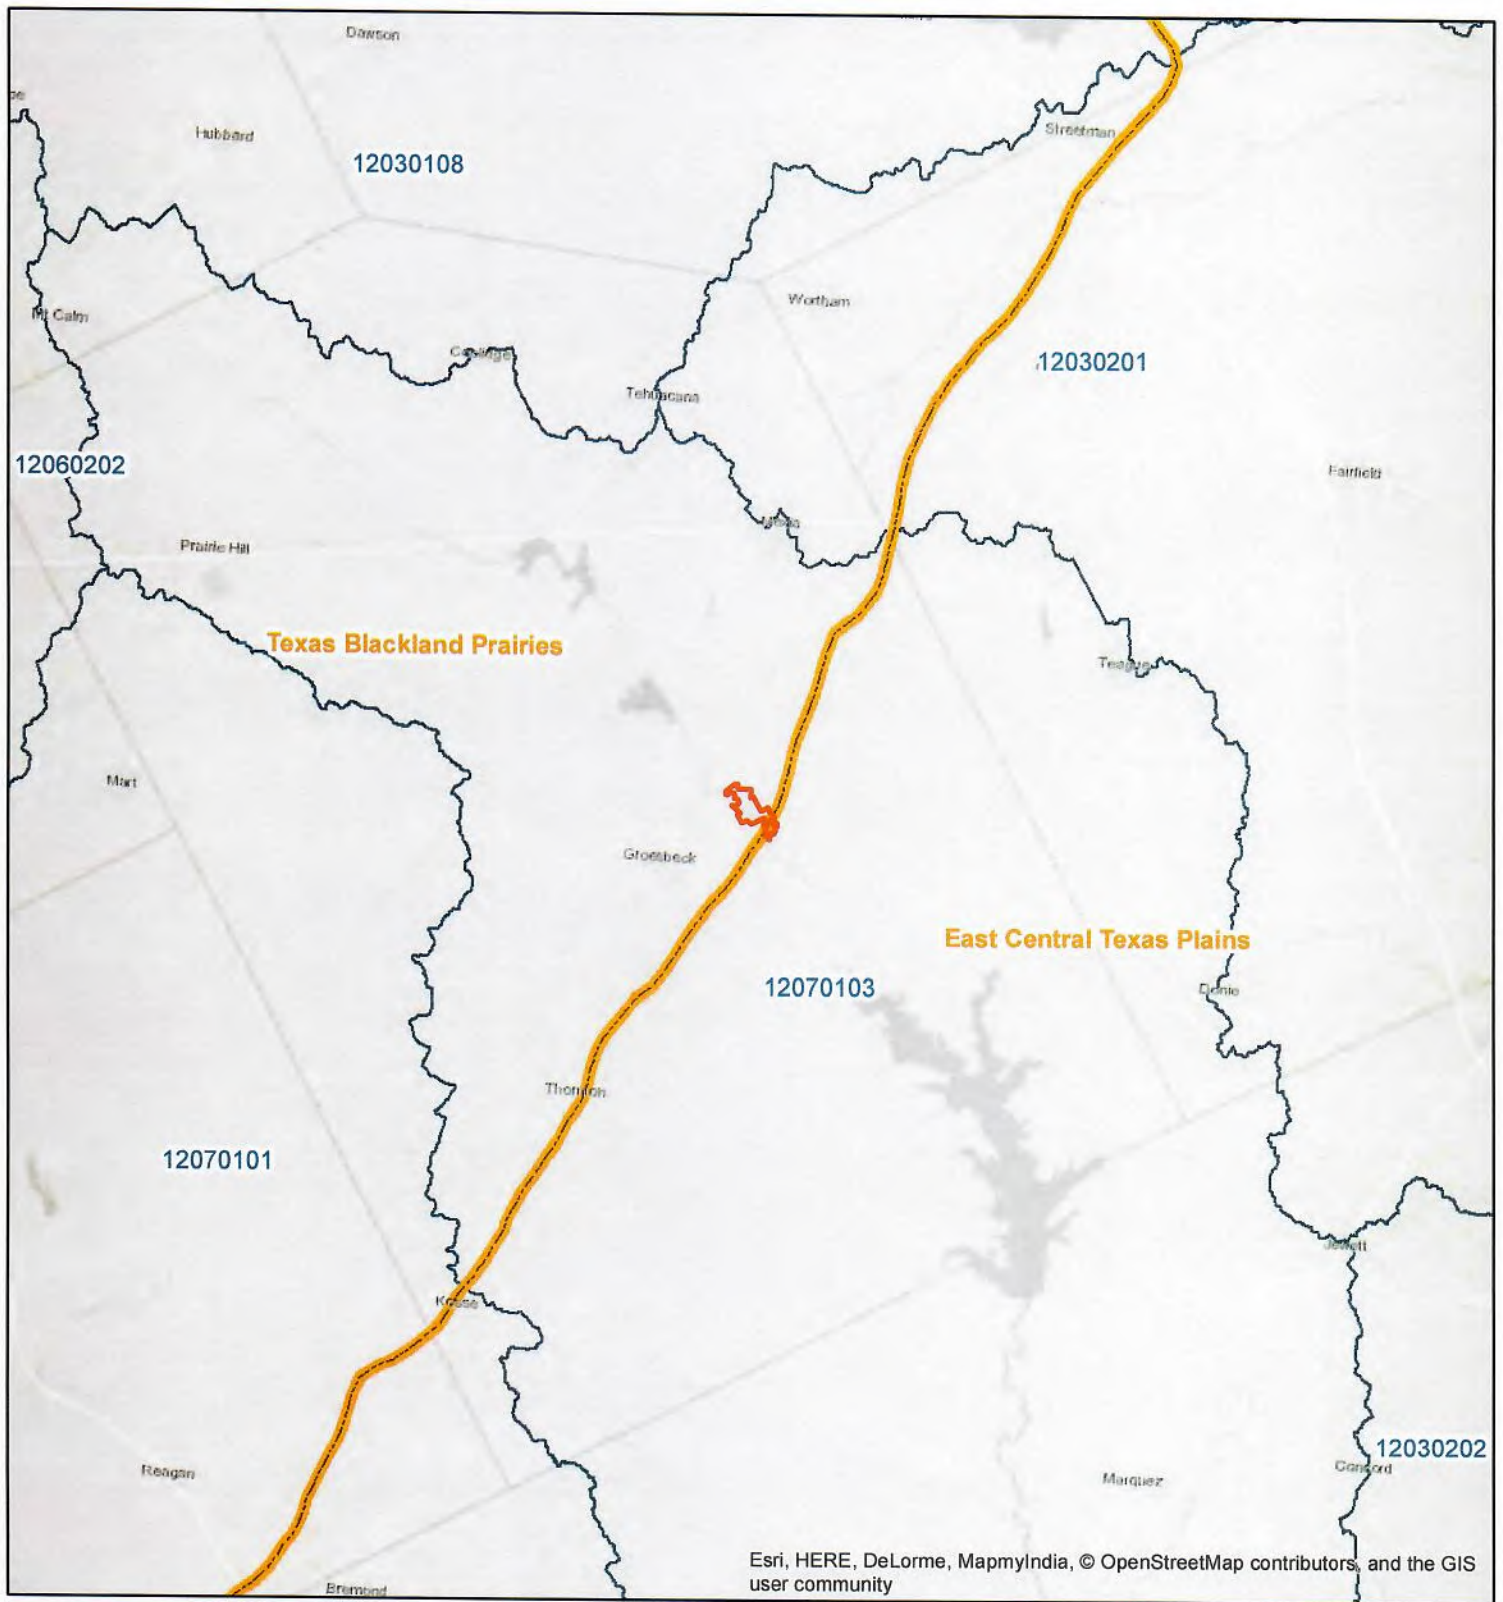 Dawson
Hubbard
12030108
Streetman
Wortham
Mt Calm
12030201
Coolidge
Tehuacana
12060202
Fairfield
Mexia
Prairie Hill
Texas Blackland Prairies
Teague
Mart
Groesbeck
East Central Texas Plains
12070103
Donie
Thornton
12070101
Jewett
Kosse
12030202
Reagan
Concord
Marquez
Esri, HERE, DeLorme, MapmyIndia, © OpenStreetMap contributors, and the GIS
user community
Bremond